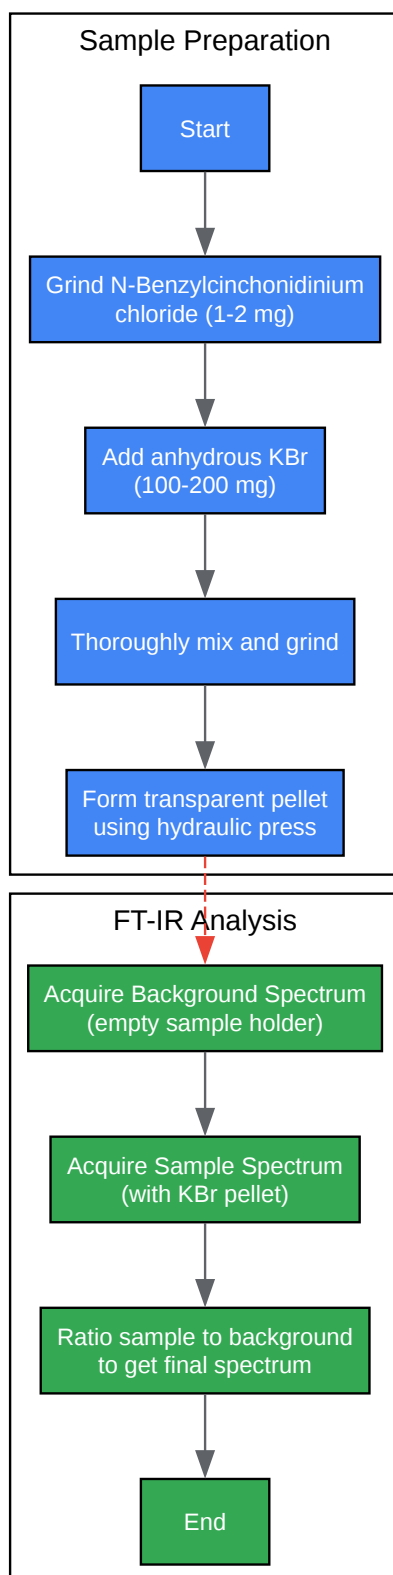 Sample Preparation
Start
Grind N-Benzylcinchonidinium
chloride (1-2 mg)
Add anhydrous KBr
(100-200 mg)
Thoroughly mix and grind
Form transparent pellet
using hydraulic press
FT-IR Analysis
Acquire Background Spectrum
(empty sample holder)
Acquire Sample Spectrum
(with KBr pellet)
Ratio sample to background
to get final spectrum
End